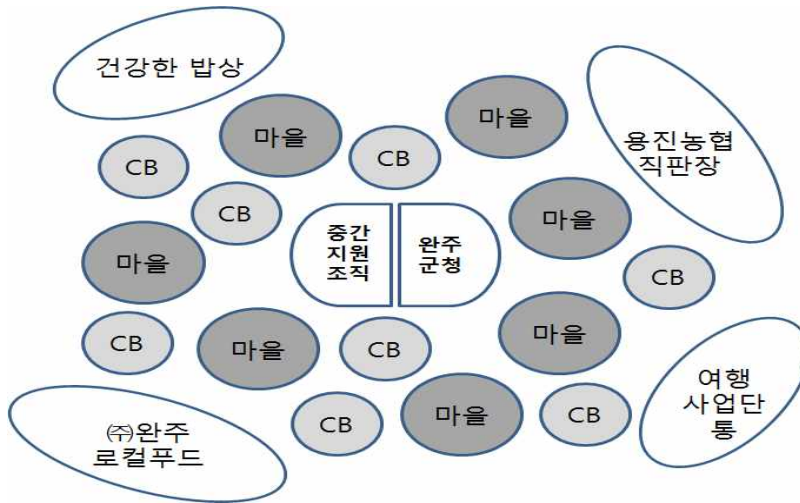 건강한 밥상
마을
마을
용진농협
직판장
CB
CB
CB
마을
중간
지원
조직
완주
군청
마을
CB
CB
마을
CB
마을
여행
사업단
통
CB
마을
CB
㈜완주
로컬푸드